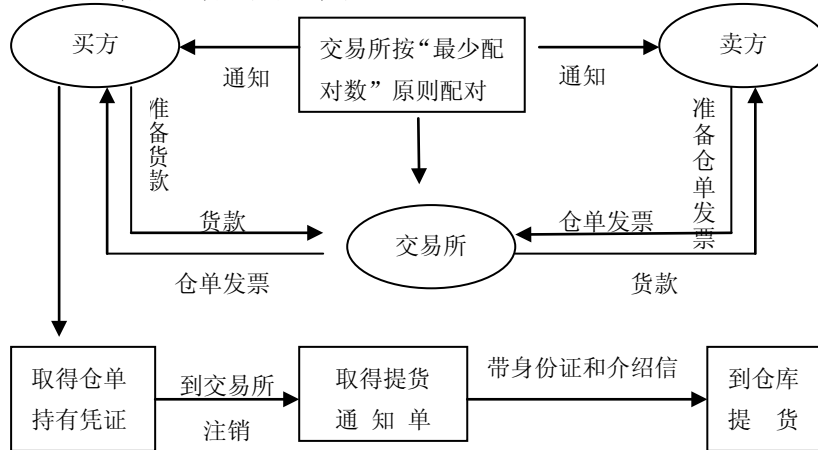 买方
交易所按“最少配
对数”原则配对
卖方
通知
通知
准备货款
准备仓单发票
货款
仓单发票
交易所
仓单发票
货款
取得仓单
持有凭证
到交易所
注销
取得提货
通知单
带身份证和介绍信
到仓库
提货